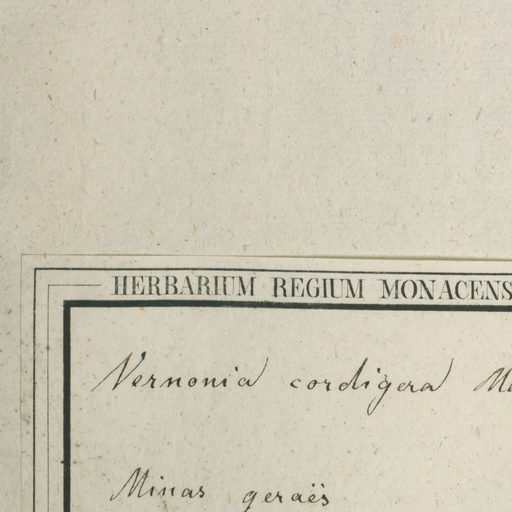 HERBARIUM REGIUM MONACENS
Vernonia cordigera
Minas geraës